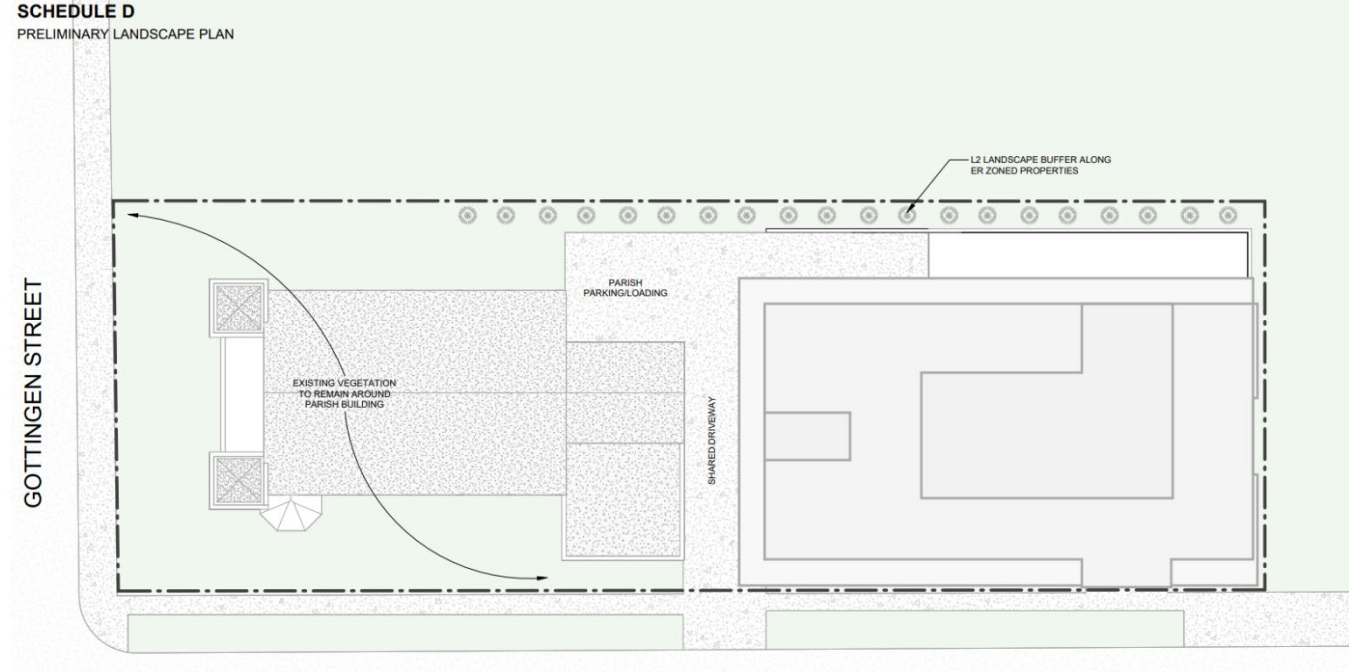 SCHEDULE D
PRELIMINARY LANDSCAPE PLAN
L2 LANDSCAPE BUFFER ALONG
ER ZONED PROPERTIES
PARISH
PARKING/LOADING
EXISTING VEGETATION
TO REMAIN AROUND
PARISH BUILDING
SHARED DRIVEWAY
GOTTINGEN STREET